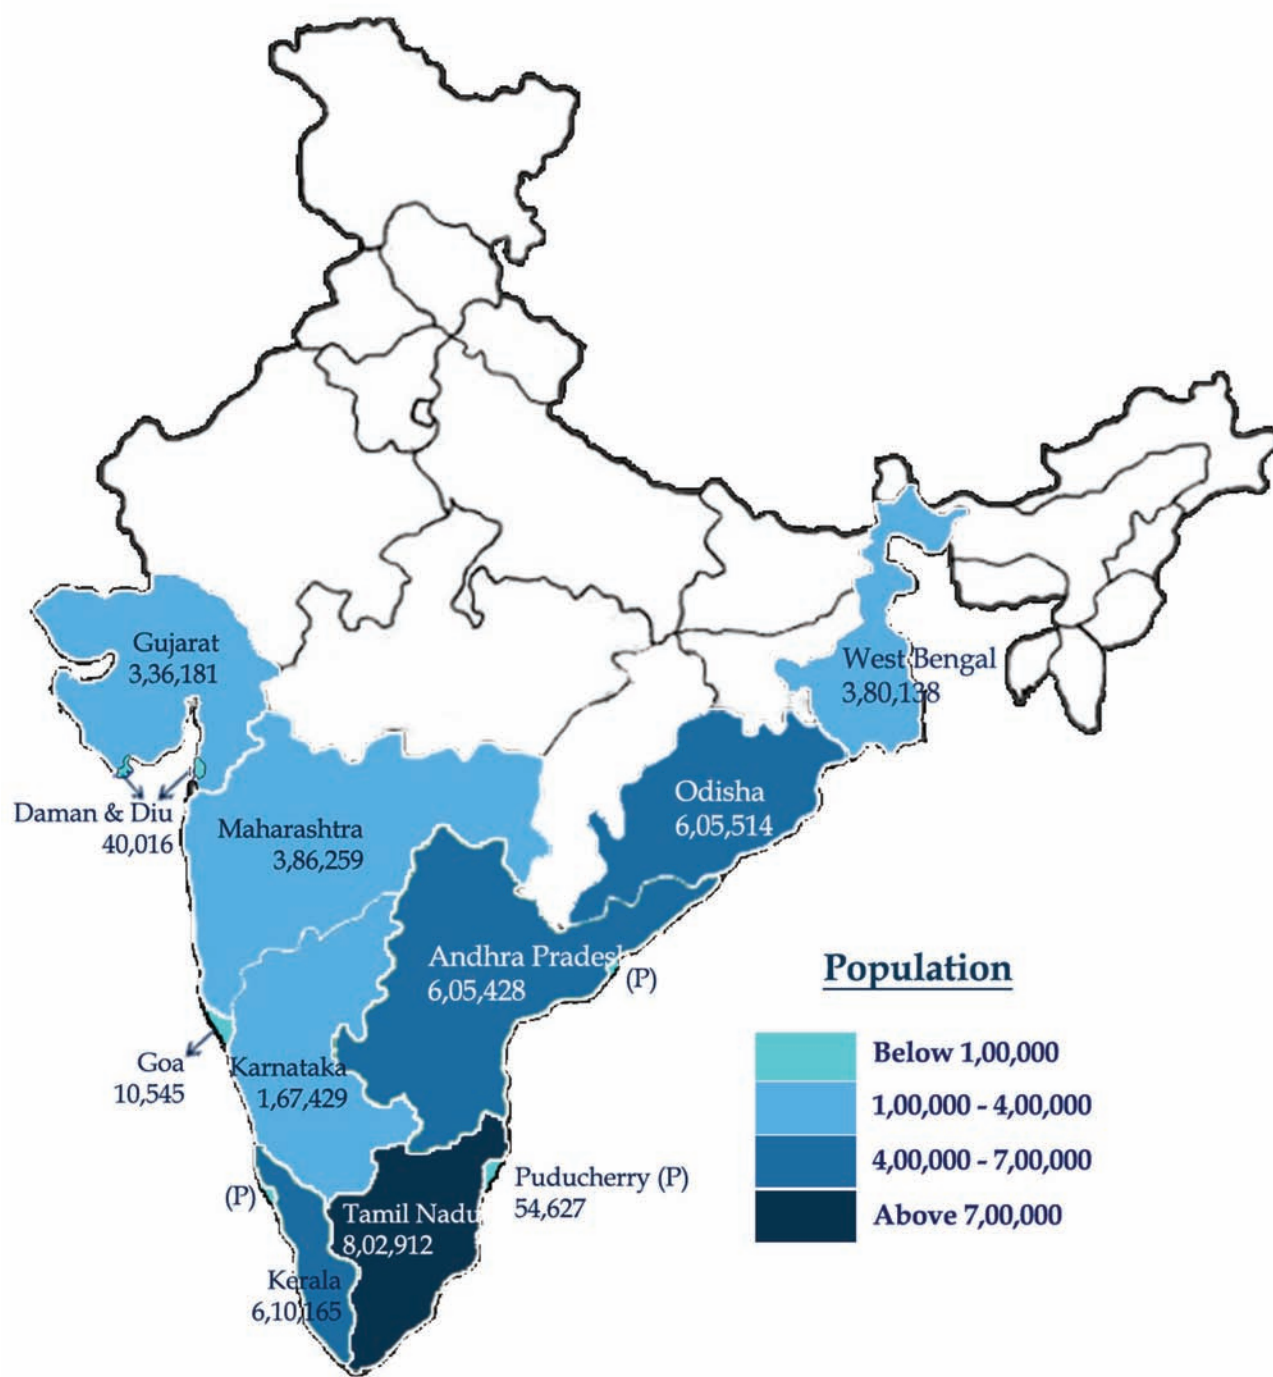 Gujarat
3,36,181
West Bengal
3,80,138
Daman & Diu
40,016
Odisha
6,05,514
Maharashtra
3,86,259
Andhra Pradesh
6,05,428
(P)
Population
Goa
10,545
Karnataka
1,67,429
Below 1,00,000
1,00,000 - 4,00,000
4,00,000 - 7,00,000
Above 7,00,000
(P)
Puducherry (P)
54,627
Tamil Nadu
8,02,912
Kerala
6,10,165